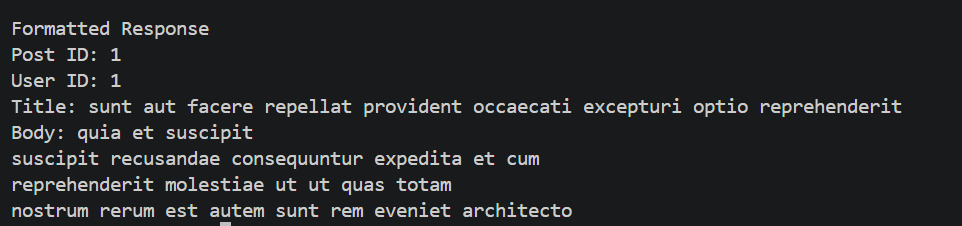 Formatted Response
Post ID: 1
User ID: 1
Title: sunt aut facere repellat provident occaecati excepturi optio reprehenderit
Body: quia et suscipit
suscipit recusandae consequuntur expedita et cum
reprehenderit molestiae ut ut quas totam
nostrum rerum est autem sunt rem eveniet architecto